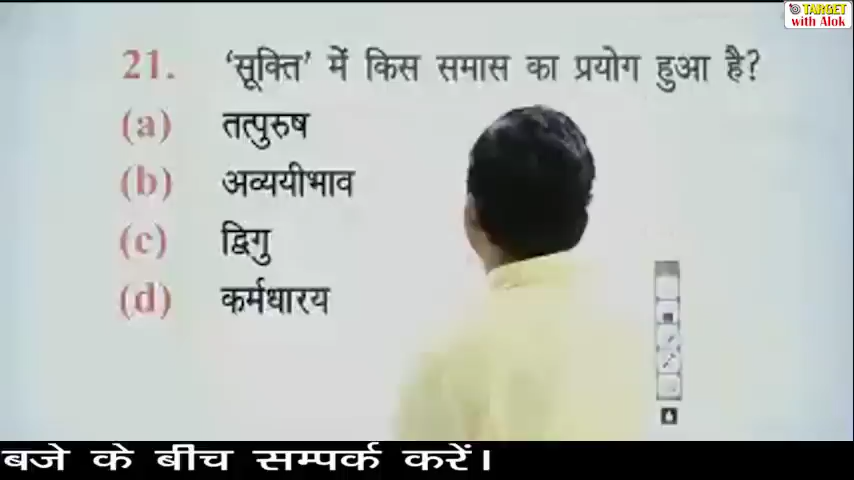 TARGET
with Alok
21. 'सूक्ति' में किस समास का प्रयोग हुआ है?
(a) तत्पुरुष
(b) अव्ययीभाव
(c) द्विगु
(d) कर्मधारय
बजे के बीच सम्पर्क करें।